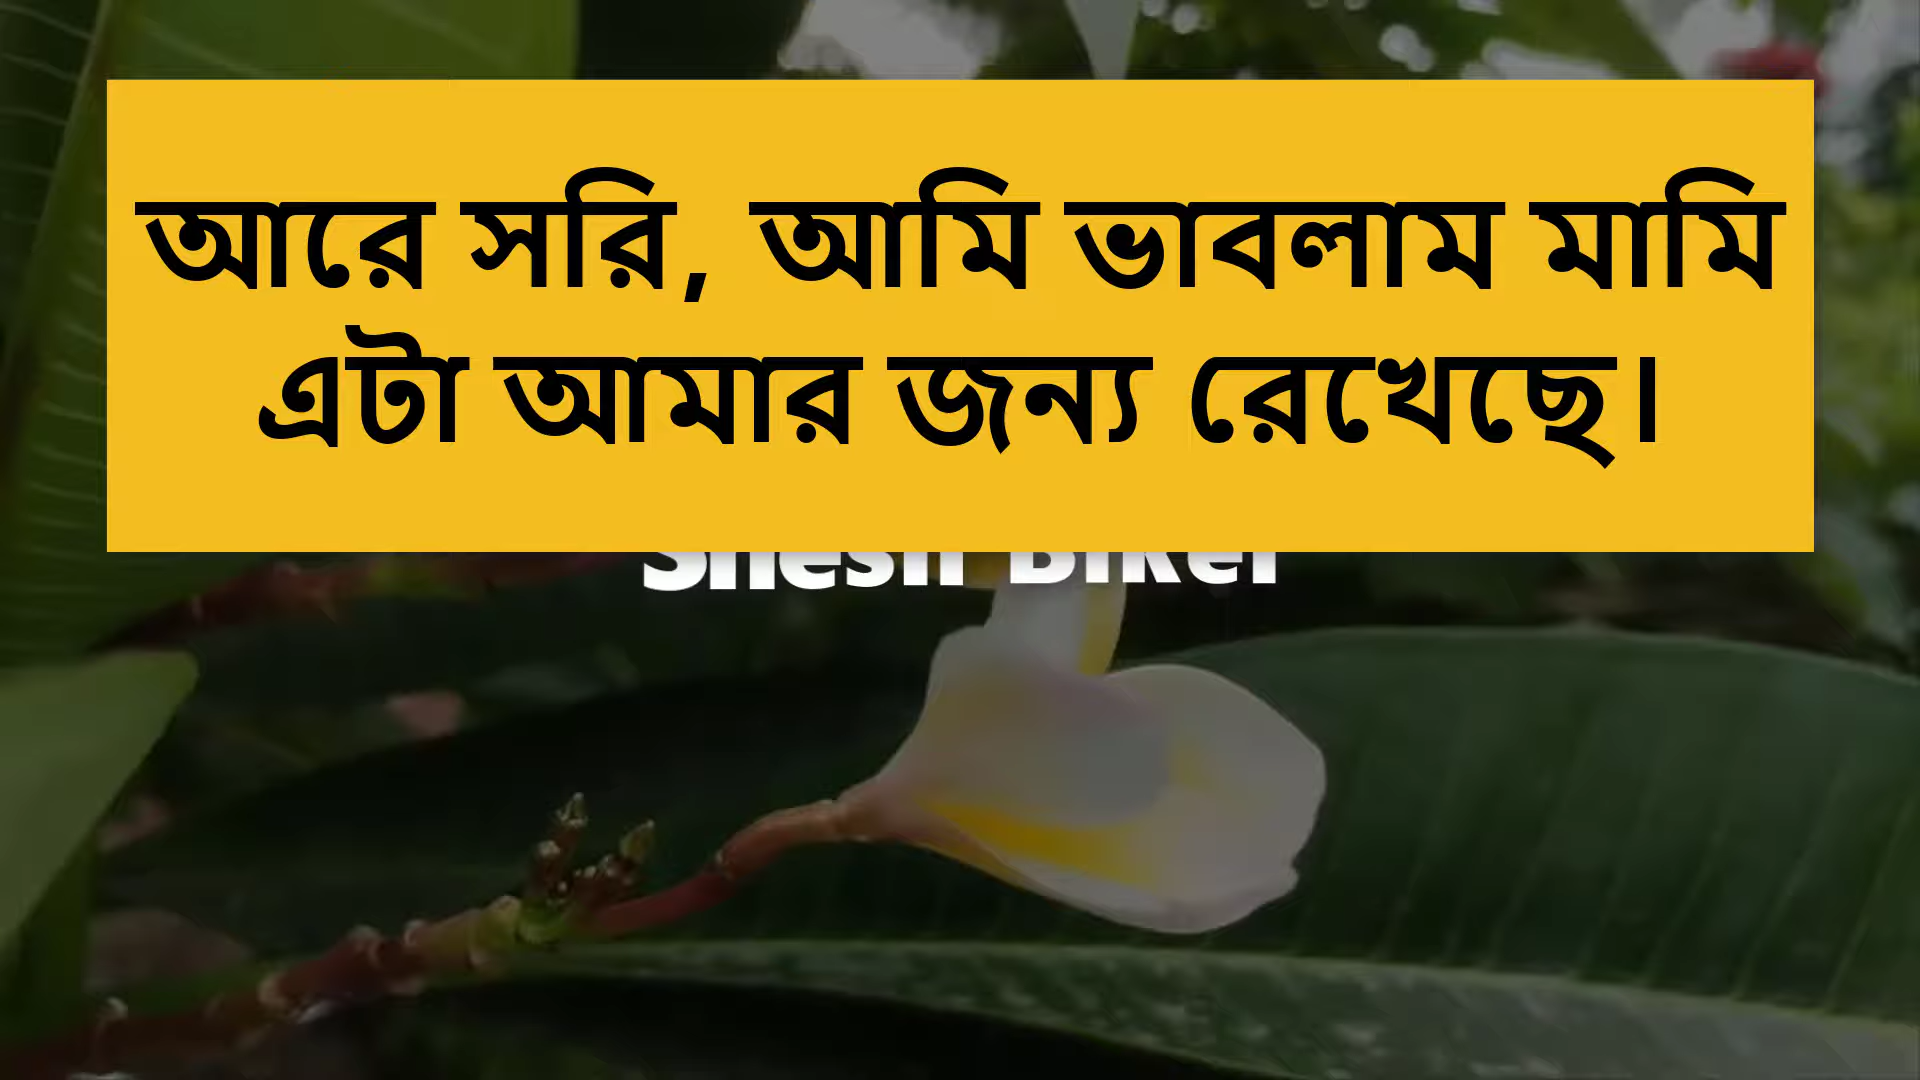 আরে সরি, আমি ভাবলাম মামি
এটা আমার জন্য রেখেছে।